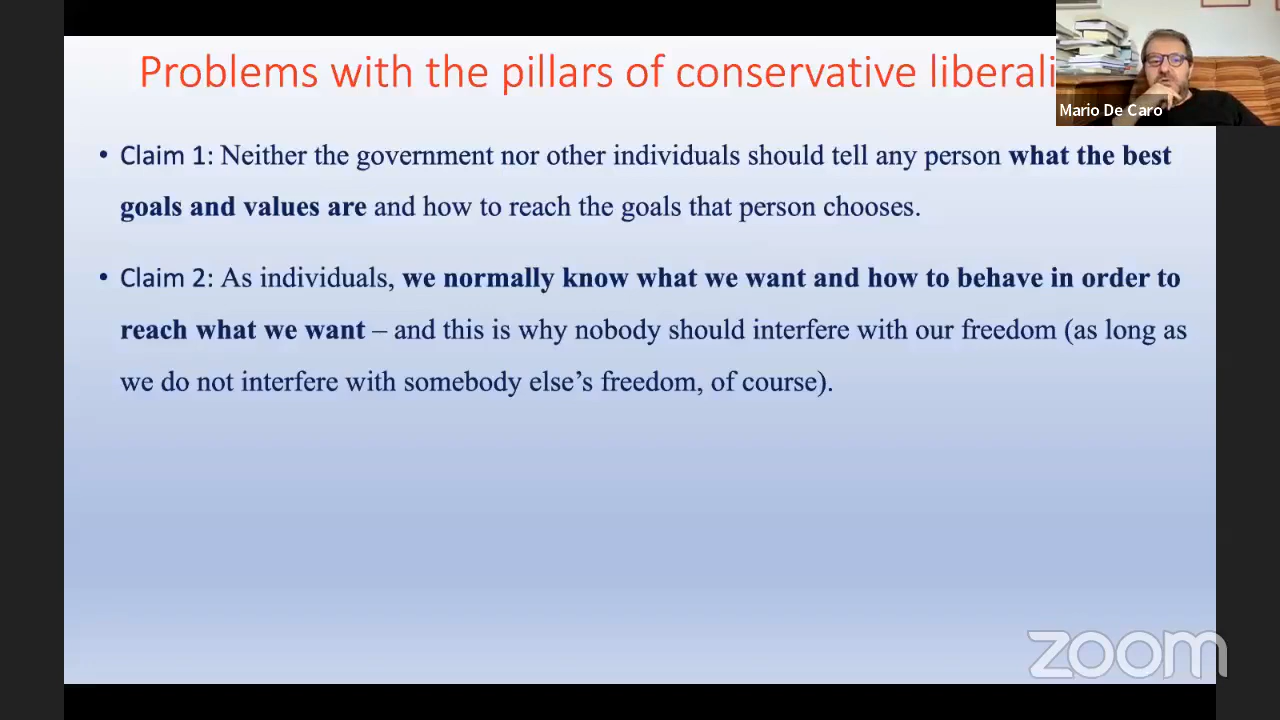 Problems with the pillars of conservative liberali
Mario De Caro
• Claim 1: Neither the government nor other individuals should tell any person what the best
goals and values are and how to reach the goals that person chooses.
• Claim 2: As individuals, we normally know what we want and how to behave in order to
reach what we want – and this is why nobody should interfere with our freedom (as long as
we do not interfere with somebody else’s freedom, of course).
zoom